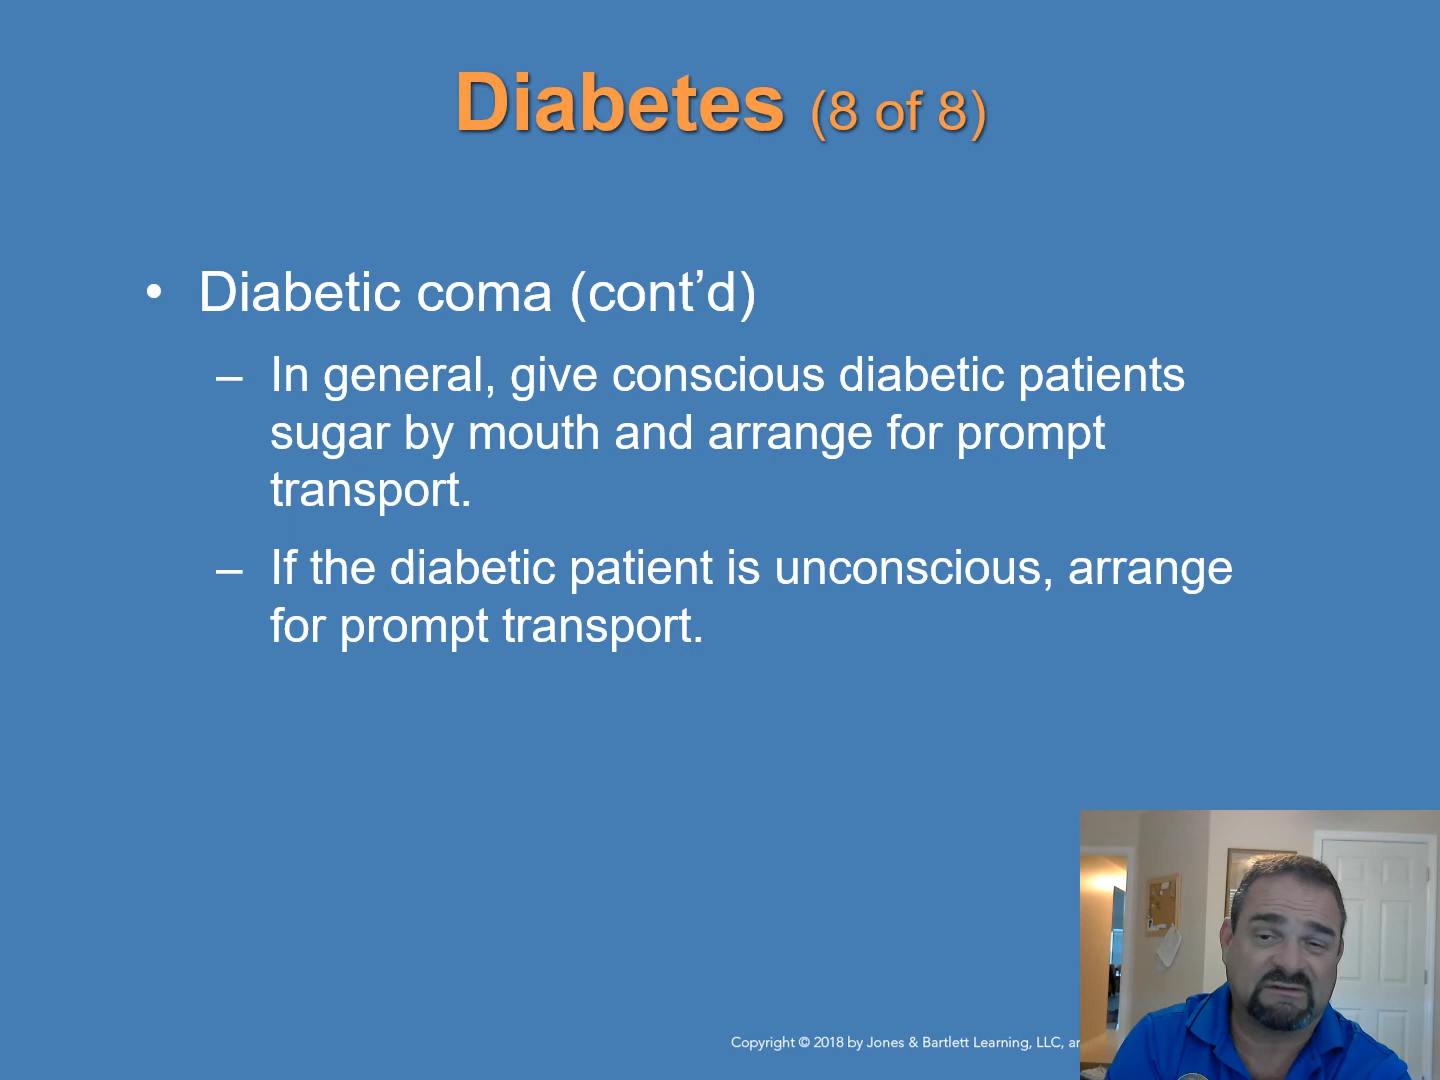 Diabetes (8 of 8)
• Diabetic coma (cont’d)
– In general, give conscious diabetic patients
sugar by mouth and arrange for prompt
transport.
– If the diabetic patient is unconscious, arrange
for prompt transport.
Copyright © 2018 by Jones & Bartlett Learning, LLC, ar